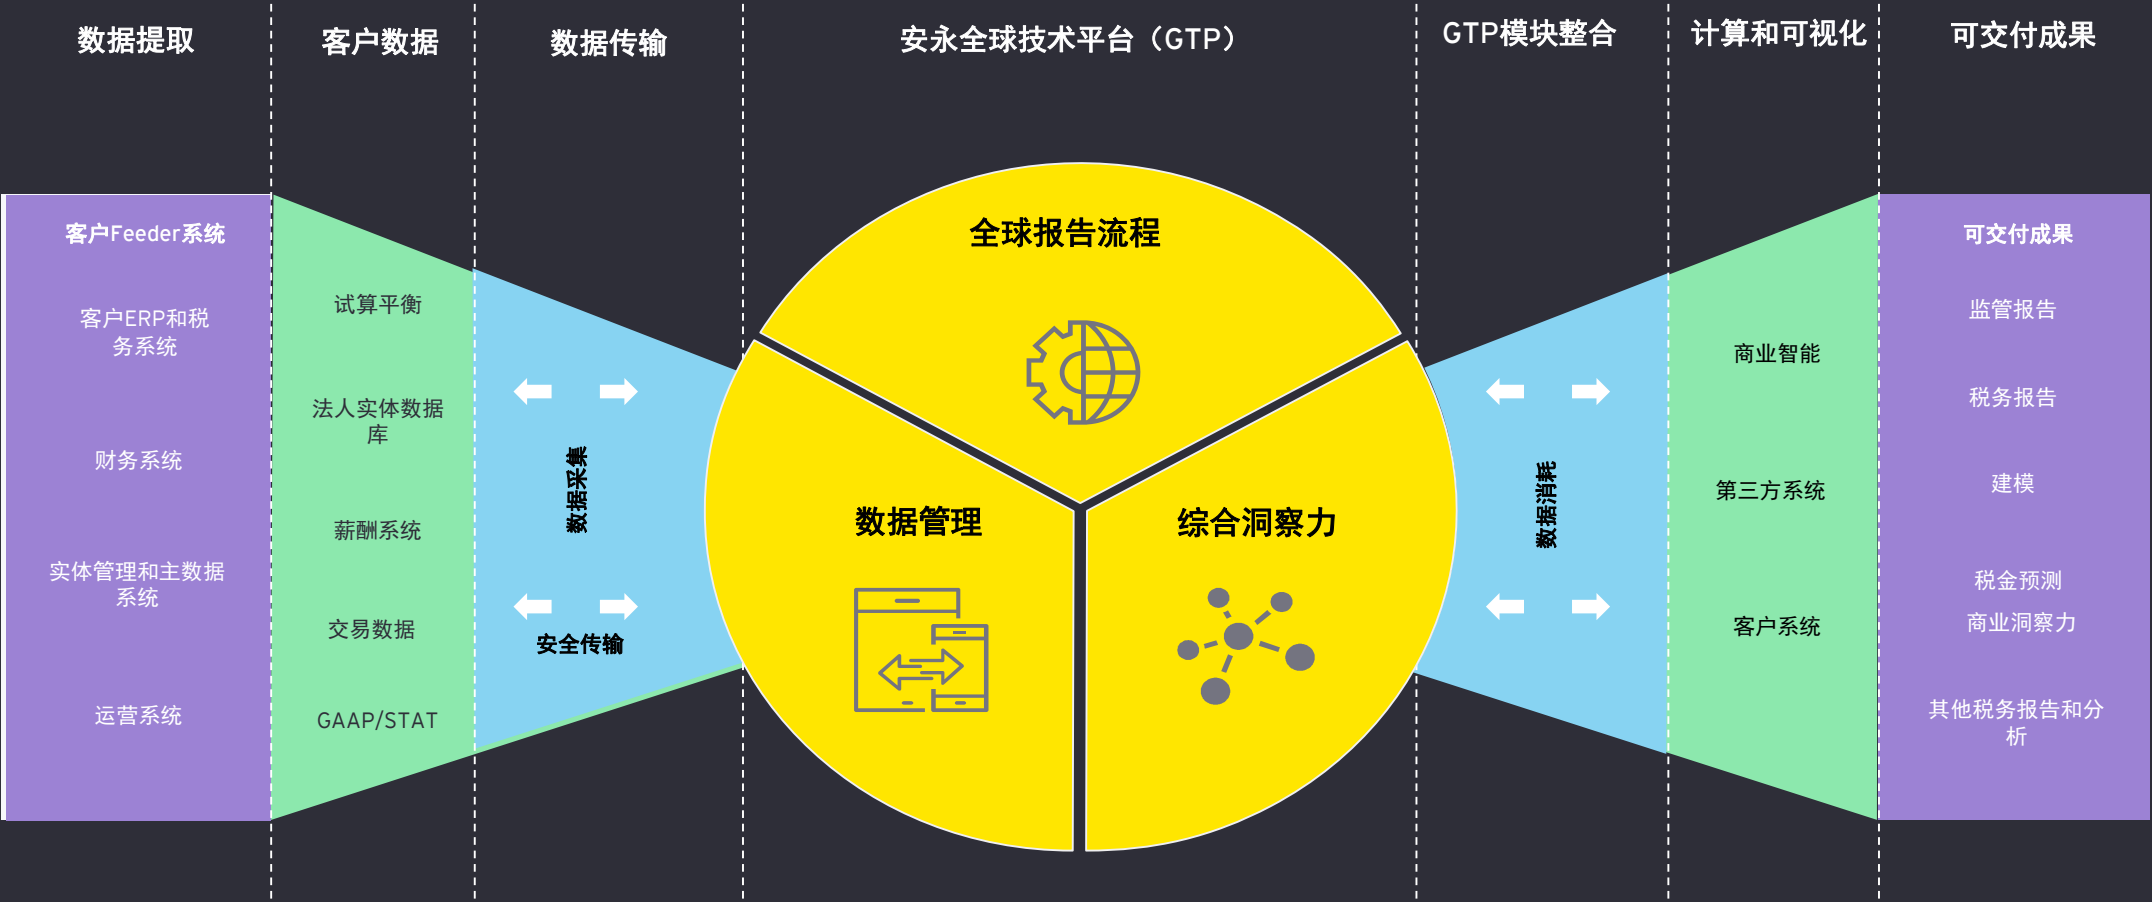 数据提取
客户数据
数据传输
安永全球技术平台（GTP）
GTP模块整合
计算和可视化
可交付成果
客户Feeder系统
客户ERP和税
务系统
财务系统
实体管理和主数据
系统
运营系统
试算平衡
法人实体数据
库
薪酬系统
交易数据
GAAP/STAT
数据采集
安全传输
全球报告流程
数据管理
综合洞察力
数据消耗
商业智能
第三方系统
客户系统
可交付成果
监管报告
税务报告
建模
税金预测
商业洞察力
其他税务报告和分
析